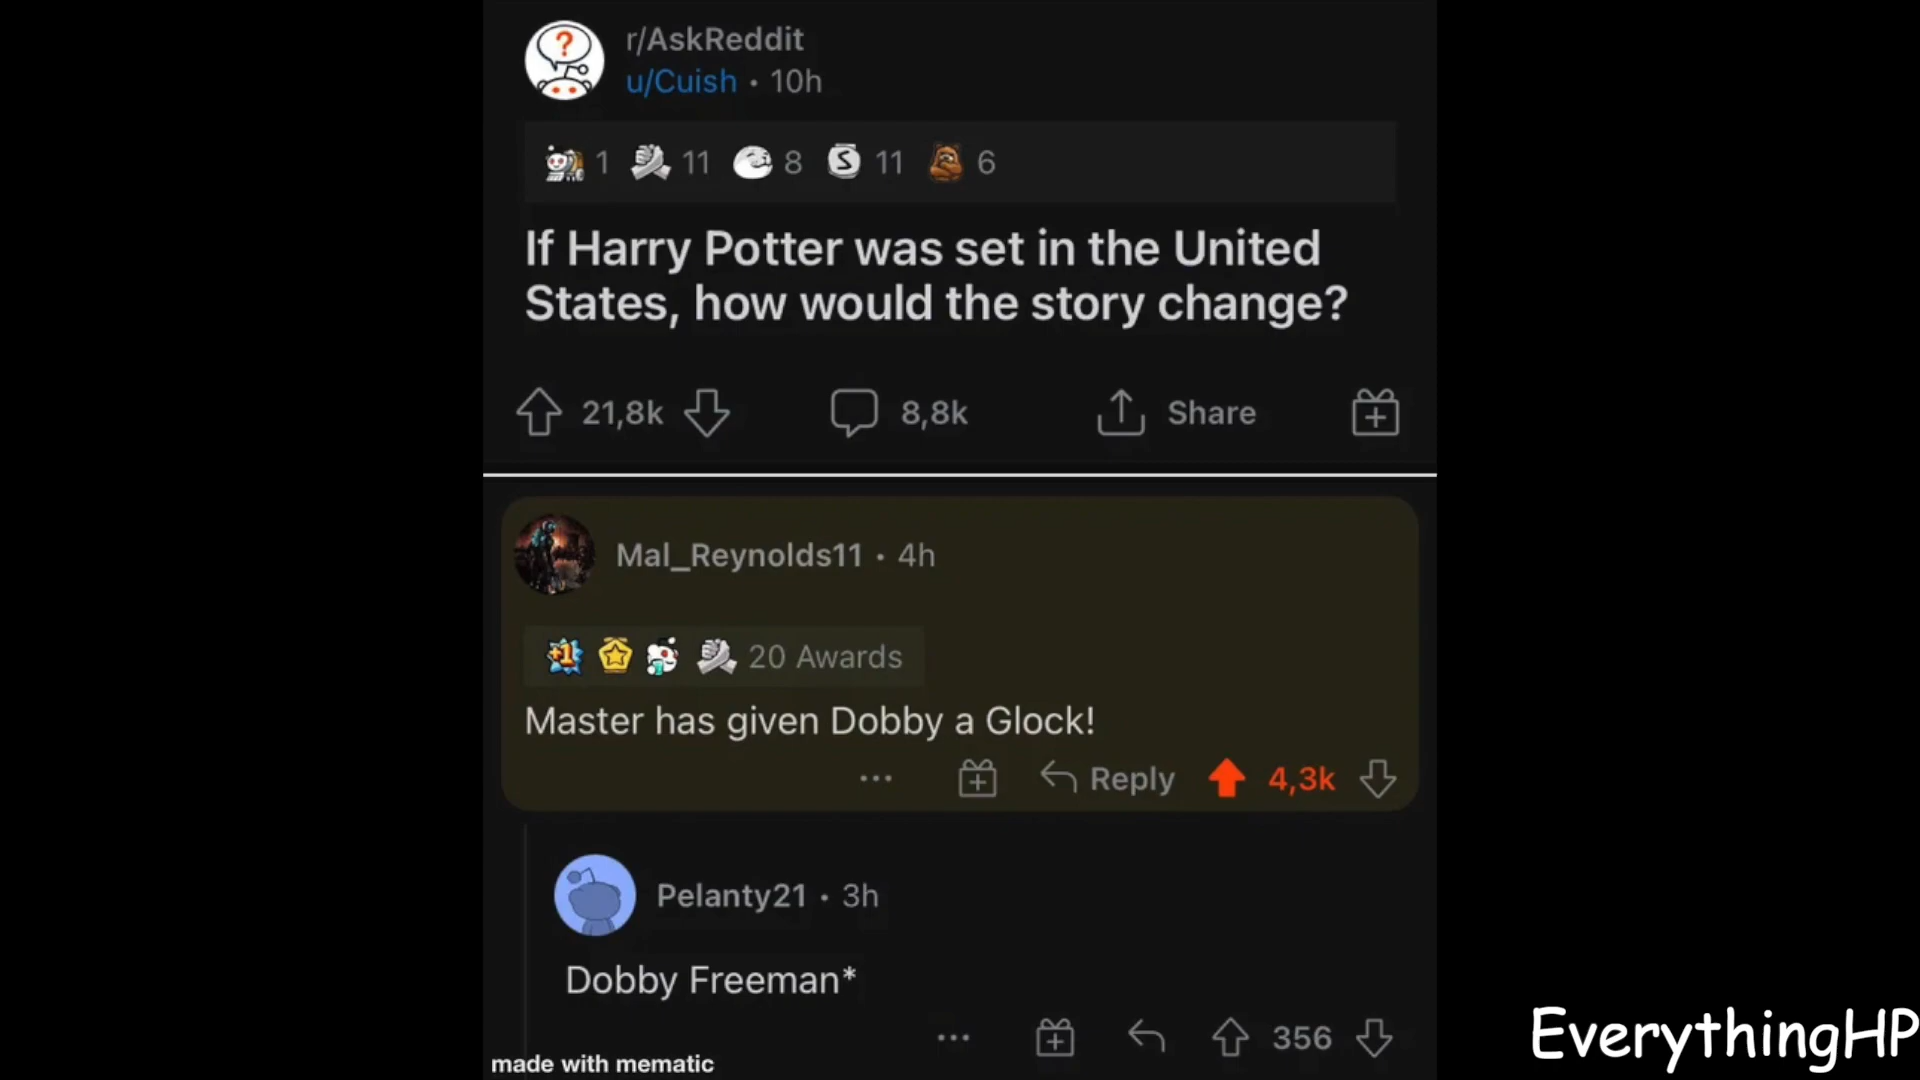 r/AskReddit
u/Cuish • 10h
1 11 8 S 11 6
If Harry Potter was set in the United
States, how would the story change?
21,8k 8,8k Share
Mal_Reynolds11 • 4h
+1 20 Awards
Master has given Dobby a Glock!
... Reply 4,3k
Pelanty21 • 3h
Dobby Freeman*
... 356
made with mematic
EverythingHP